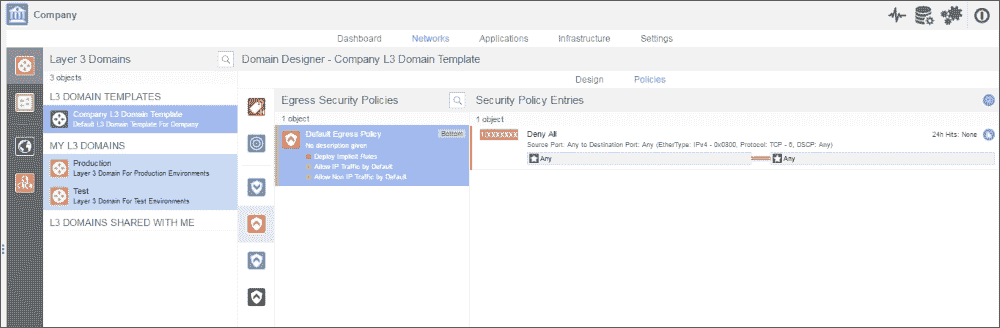 Company
Dashboard Networks Applications Infrastructure Settings
Layer 3 Domains
3 objects
L3 DOMAIN TEMPLATES
Company L3 Domain Template
Default L3 Domain Template For Company
MY L3 DOMAINS
Production
Layer 3 Domain For Production Environments
Test
Layer 3 Domain For Test Environments
L3 DOMAINS SHARED WITH ME
Domain Designer - Company L3 Domain Template
Design Policies
Egress Security Policies
1 object
Default Egress Policy Bottom
No description given
Deploy Implicit Rules
Allow IP Traffic by Default
Allow Non IP Traffic by Default
Security Policy Entries
1 object
Deny All 24h Hits: None
Source Port: Any to Destination Port: Any (EtherType: IPv4 - 0x0800, Protocol: TCP - 6, DSCP: Any)
Any Any